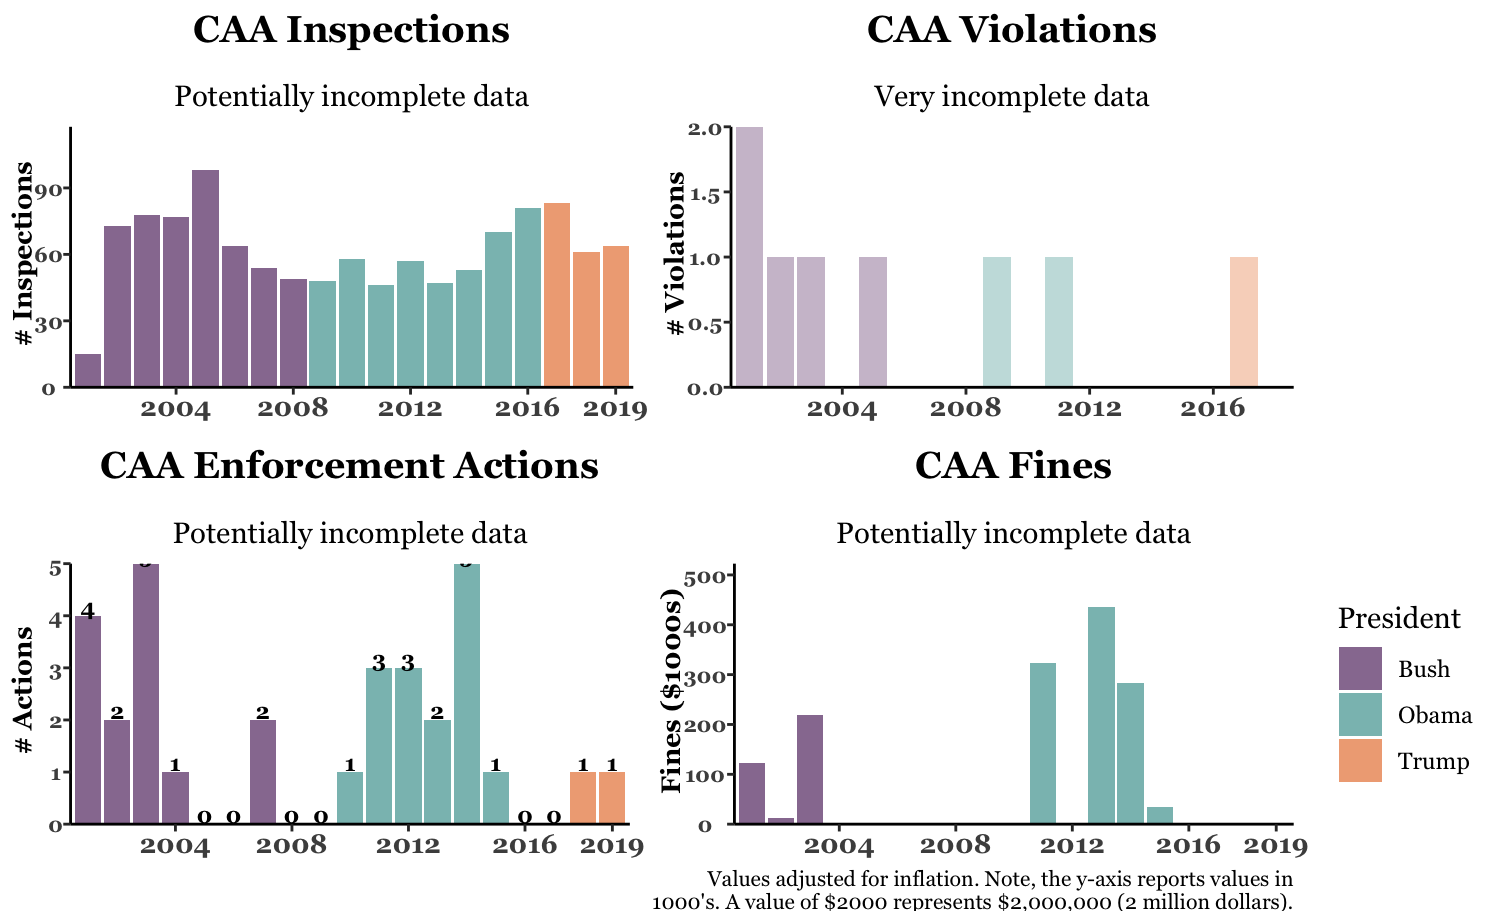 CAA Inspections
Potentially incomplete data
# Inspections
90
60
30
0
2004 2008 2012 2016 2019
CAA Violations
Very incomplete data
# Violations
2.0
1.5
1.0
0.5
0.0
2004 2008 2012 2016
CAA Enforcement Actions
Potentially incomplete data
# Actions
5
4
3
2
1
0
4 2 5 1 0 0 2 0 0 1 3 3 2 5 1 0 0 1 1
2004 2008 2012 2016 2019
CAA Fines
Potentially incomplete data
Fines ($1000s)
500
400
300
200
100
0
2004 2008 2012 2016 2019
President
Bush
Obama
Trump
Values adjusted for inflation. Note, the y-axis reports values in
1000's. A value of $2000 represents $2,000,000 (2 million dollars).